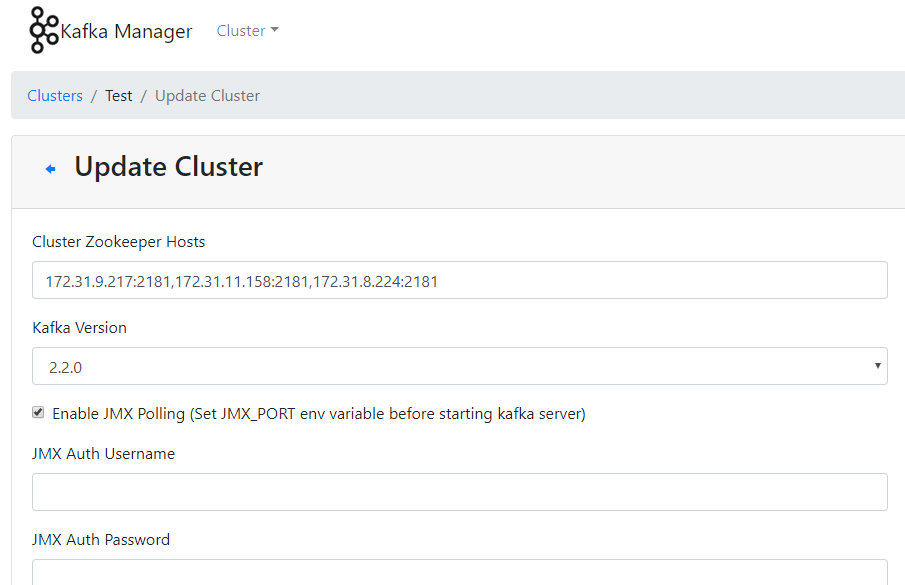 Kafka Manager Cluster
Clusters / Test / Update Cluster
Update Cluster
Cluster Zookeeper Hosts
172.31.9.217:2181,172.31.11.158:2181,172.31.8.224:2181
Kafka Version
2.2.0
Enable JMX Polling (Set JMX_PORT env variable before starting kafka server)
JMX Auth Username
JMX Auth Password